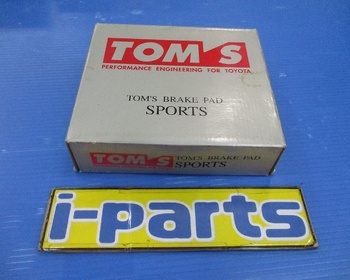 TOM'S
PERFORMANCE ENGINEERING FOR TOYOTA
TOM'S BRAKE PAD
SPORTS
TOM'S TOM'S BRAKE PAD
SPORTS
i-parts